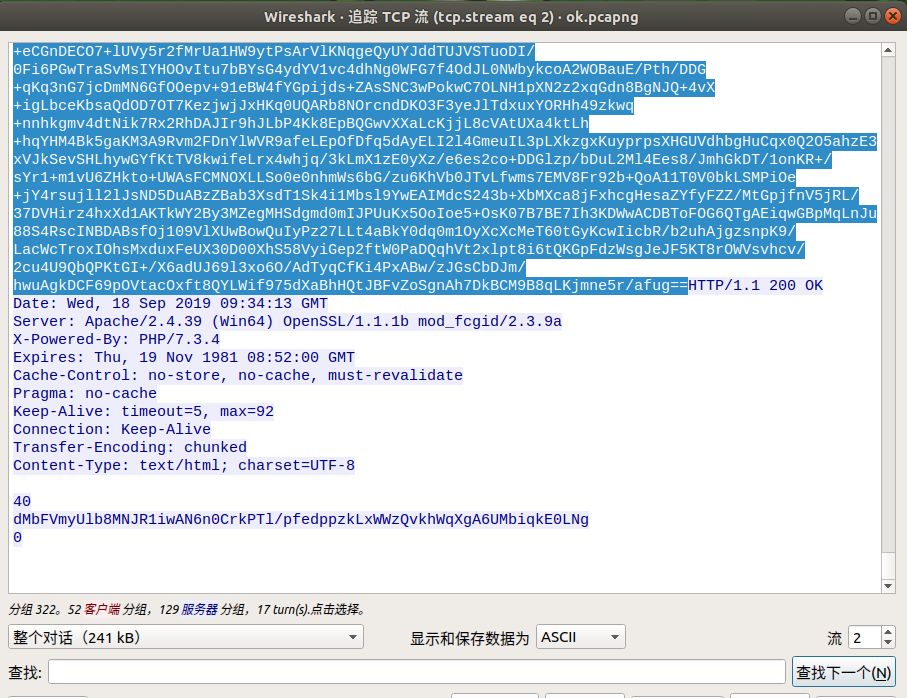 Wireshark · 追踪 TCP 流 (tcp.stream eq 2) · ok.pcapng
+eCGnDECO7+lUVy5r2fMrUa1HW9ytPsArVlKNqgeQyUYJddTUJVSTuoDI/
0Fi6PGwTraSvMsIYHOOvItu7bBYsG4ydYV1vc4dhNg0WFG7f4OdJL0NWbykcoA2WOBauE/Pth/DDG
+qKq3nG7jcDmMN6GfOOepv+91eBW4fYGpijds+ZAsSNC3wPokwC7OLNH1pXN2z2xqGdn8BgNJQ+4vX
+igLbceKbsaQdOD7OT7KezjwjJxHKq0UQARb8NOrcndDKO3F3yeJlTdxuxYORHh49zkwq
+nnhkgmv4dtNik7Rx2RhDAJIr9hJLbP4Kk8EpBQGwvXXaLcKjjL8cVAtUXa4ktLh
+hqYHM4Bk5gaKM3A9Rvm2FDnYlWVR9afeLEpOfDfq5dAyELI2l4GmeuIL3pLXkzgxKuyprpsXHGUVdhbgHuCqx0Q2O5ahzE3
xVJkSevSHLhywGYfKtTV8kwifeLrx4whjq/3kLmX1zE0yXz/e6es2co+DDGlzp/bDuL2Ml4Ees8/JmhGkDT/1onKR+/
sYr1+m1vU6ZHkto+UWAsFCMNOXLLSo0e0nhmWs6bG/zu6KhVb0JTvLfwms7EMV8Fr92b+QoA11T0V0bkLSMPiOe
+jY4rsujll2lJsND5DuABzZBab3XsdT1Sk4i1Mbsl9YwEAIMdcS243b+XbMXca8jFxhcgHesaZYfyFZZ/MtGpjfnV5jRL/
37DVHirz4hxXd1AKTkWY2By3MZegMHSdgmd0mIJPUuKx5OoIoe5+OsK07B7BE7Ih3KDWwACDBToFOG6QTgAEiqwGBpMqLnJu
88S4RscINBDABsfOj109VlXUwBowQuIyPz27LLt4aBkY0dq0m1OyXcXcMeT60tGyKcwIicbR/b2uhAjgzsnpK9/
LacWcTroxIOhsMxduxFeUX30D00XhS58VyiGep2ftW0PaDQqhVt2xlpt8i6tQKGpFdzWsgJeJF5KT8rOWVsvhcv/
2cu4U9QbQPKtGI+/X6adUJ69l3xo6O/AdTyqCfKi4PxABw/zJGsCbDJm/
hwuAgkDCF69pOVtacOxft8QYLWif975dXaBhHQtJBFvZoSgnAh7DkBCM9B8qLKjmne5r/afug==HTTP/1.1 200 OK
Date: Wed, 18 Sep 2019 09:34:13 GMT
Server: Apache/2.4.39 (Win64) OpenSSL/1.1.1b mod_fcgid/2.3.9a
X-Powered-By: PHP/7.3.4
Expires: Thu, 19 Nov 1981 08:52:00 GMT
Cache-Control: no-store, no-cache, must-revalidate
Pragma: no-cache
Keep-Alive: timeout=5, max=92
Connection: Keep-Alive
Transfer-Encoding: chunked
Content-Type: text/html; charset=UTF-8
40
dMbFVmyUlb8MNJR1iwAN6n0CrkPTl/pfedppzkLxWWzQvkhWqXgA6UMbiqkE0LNg
0
分组 322。52 客户端 分组，129 服务器 分组，17 turn(s).点击选择。
整个对话（241 kB） 显示和保存数据为 ASCII 流 2
查找: 查找下一个(N)